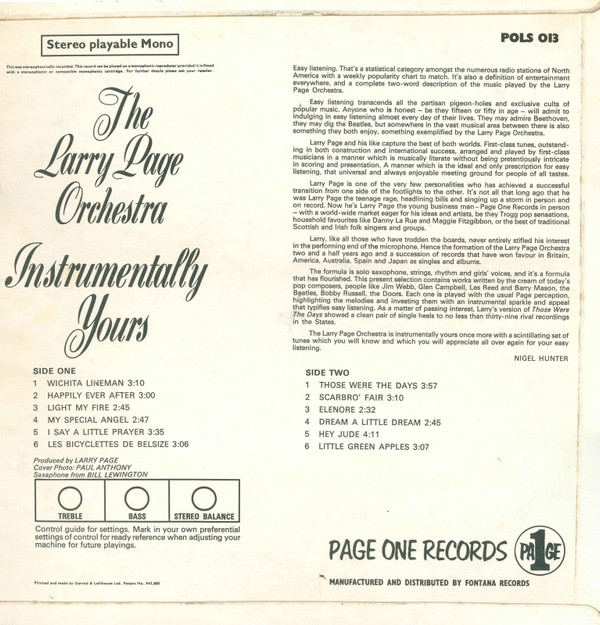 Stereo playable Mono
POLS 013
This is a stereophonically recorded. This record can be played on a monophonic reproducer provided it is fitted
with a stereophonic or compatible monophonic cartridge. For further details please ask your retailer.
The
Larry Page
Orchestra
Instrumentally
Yours
SIDE ONE
1 WICHITA LINEMAN 3:10
2 HAPPILY EVER AFTER 3:00
3 LIGHT MY FIRE 2:45
4 MY SPECIAL ANGEL 2:47
5 I SAY A LITTLE PRAYER 3:35
6 LES BICYCLETTES DE BELSIZE 3:06
Produced by LARRY PAGE
Cover Photo: PAUL ANTHONY
Saxaphone from BILL LEWINGTON
TREBLE BASS STEREO BALANCE
Control guide for settings. Mark in your own preferential
settings of control for ready reference when adjusting your
machine for future playings.
Printed and made by Garrod & Lofthouse Ltd. Patents No. 943,895
Easy listening. That's a statistical category amongst the numerous radio stations of North
America with a weekly popularity chart to match. It's also a definition of entertainment
everywhere, and a complete two-word description of the music played by the Larry
Page Orchestra.
Easy listening transcends all the partisan pigeon-holes and exclusive cults of
popular music. Anyone who is honest – be they fifteen or fifty in age – will admit to
indulging in easy listening almost every day of their lives. They may admire Beethoven,
they may dig the Beatles, but somewhere in the vast musical area between there is also
something they both enjoy, something exemplified by the Larry Page Orchestra.
Larry Page and his like capture the best of both worlds. First-class tunes, outstand-
ing in both construction and international success, arranged and played by first-class
musicians in a manner which is musically literate without being pretentiously intricate
in scoring and presentation. A manner which is the ideal and only prescription for easy
listening, that universal and always enjoyable meeting ground for people of all tastes.
Larry Page is one of the very few personalities who has achieved a successful
transition from one side of the footlights to the other. It's not all that long ago that he
was Larry Page the teenage rage, headlining bills and singing up a storm in person and
on record. Now he's Larry Page the young business man – Page One Records in person
– with a world-wide market eager for his ideas and artists, be they Trogg pop sensations,
household favourites like Danny La Rue and Maggie Fitzgibbon, or the best of traditional
Scottish and Irish folk singers and groups.
Larry, like all those who have trodden the boards, never entirely stifled his interest
in the performing end of the microphone. Hence the formation of the Larry Page Orchestra
two and a half years ago and a succession of records that have won favour in Britain,
America, Australia, Spain and Japan as singles and albums.
The formula is solo saxophone, strings, rhythm and girls' voices, and it's a formula
that has flourished. This present selection contains works written by the cream of today's
pop composers, people like Jim Webb, Glen Campbell, Les Reed and Barry Mason, the
Beatles, Bobby Russell, the Doors. Each one is played with the usual Page perception,
highlighting the melodies and investing them with an instrumental sparkle and appeal
that typifies easy listening. As a matter of passing interest, Larry's version of Those Were
The Days showed a clean pair of single heels to no less than thirty-nine rival recordings
in the States.
The Larry Page Orchestra is instrumentally yours once more with a scintillating set of
tunes which you will know and which you will appreciate all over again for your easy
listening.
NIGEL HUNTER
SIDE TWO
1 THOSE WERE THE DAYS 3:57
2 SCARBRO' FAIR 3:10
3 ELENORE 2:32
4 DREAM A LITTLE DREAM 2:45
5 HEY JUDE 4:11
6 LITTLE GREEN APPLES 3:07
PAGE ONE RECORDS
PAGE 1
MANUFACTURED AND DISTRIBUTED BY FONTANA RECORDS